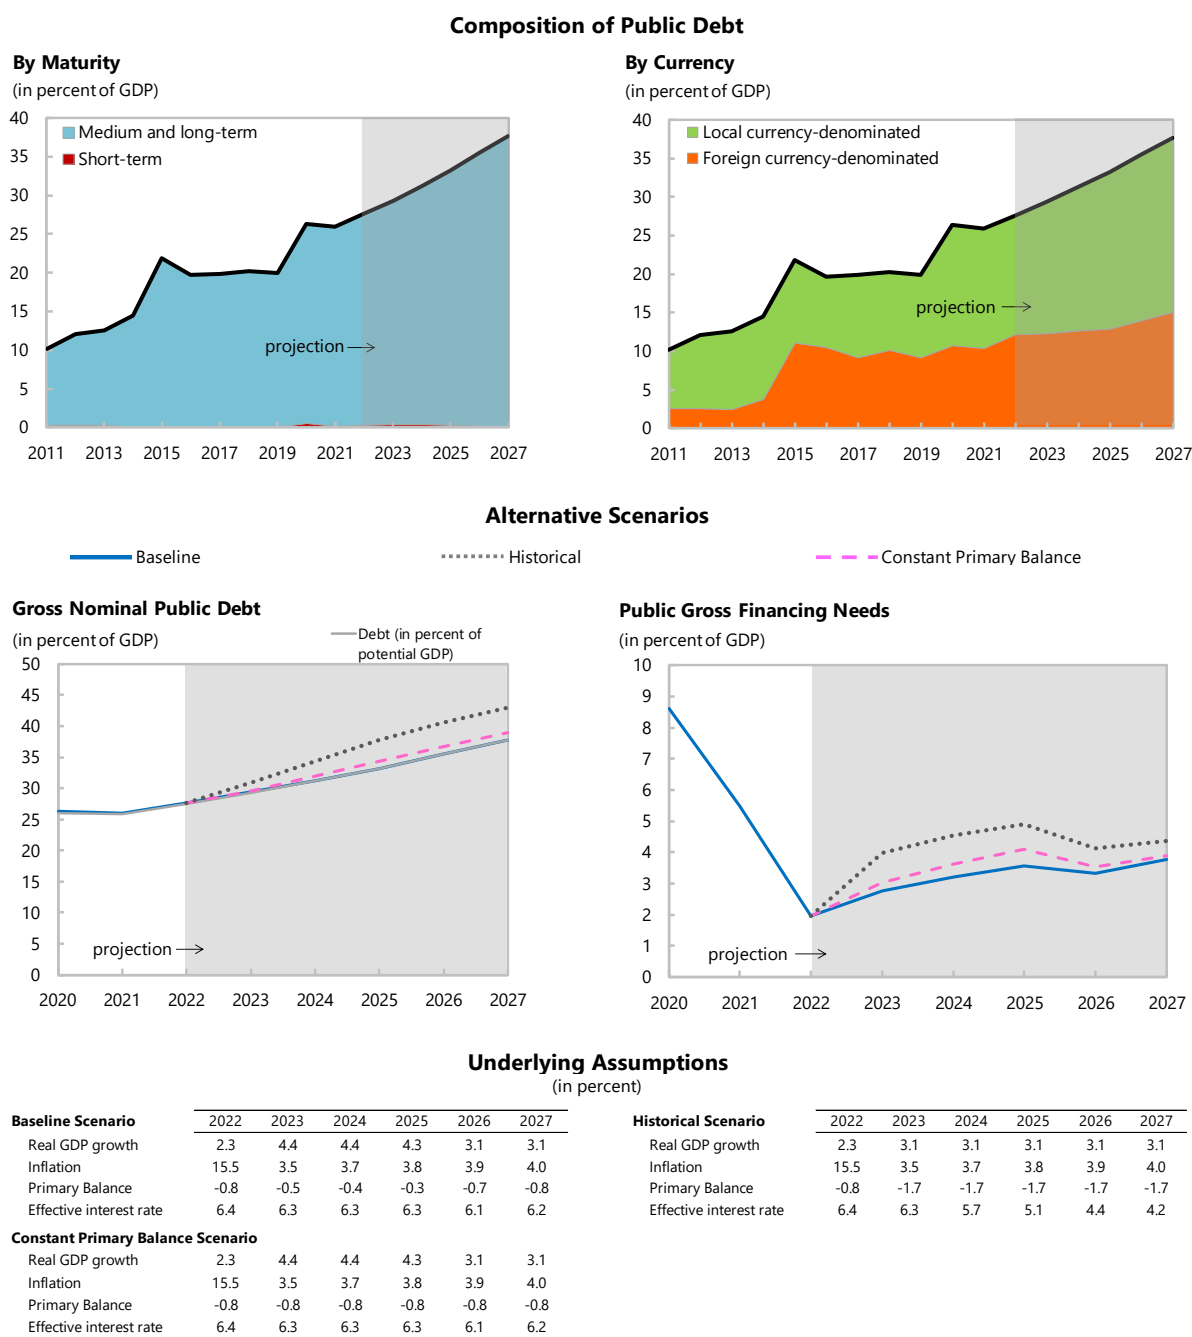 Composition of Public Debt
By Maturity
(in percent of GDP)
40
35
30
25
20
15
10
5
0
Medium and long-term
Short-term
projection
2011 2013 2015 2017 2019 2021 2023 2025 2027
By Currency
(in percent of GDP)
40
35
30
25
20
15
10
5
0
Local currency-denominated
Foreign currency-denominated
projection
2011 2013 2015 2017 2019 2021 2023 2025 2027
Alternative Scenarios
Baseline Historical Constant Primary Balance
Gross Nominal Public Debt
(in percent of GDP)
Debt (in percent of
potential GDP)
50
45
40
35
30
25
20
15
10
5
0
projection
2020 2021 2022 2023 2024 2025 2026 2027
Public Gross Financing Needs
(in percent of GDP)
10
9
8
7
6
5
4
3
2
1
0
projection
2020 2021 2022 2023 2024 2025 2026 2027
Underlying Assumptions
(in percent)
Baseline Scenario 2022 2023 2024 2025 2026 2027
Real GDP growth 2.3 4.4 4.4 4.3 3.1 3.1
Inflation 15.5 3.5 3.7 3.8 3.9 4.0
Primary Balance -0.8 -0.5 -0.4 -0.3 -0.7 -0.8
Effective interest rate 6.4 6.3 6.3 6.3 6.1 6.2
Constant Primary Balance Scenario
Real GDP growth 2.3 4.4 4.4 4.3 3.1 3.1
Inflation 15.5 3.5 3.7 3.8 3.9 4.0
Primary Balance -0.8 -0.8 -0.8 -0.8 -0.8 -0.8
Effective interest rate 6.4 6.3 6.3 6.3 6.1 6.2
Historical Scenario 2022 2023 2024 2025 2026 2027
Real GDP growth 2.3 3.1 3.1 3.1 3.1 3.1
Inflation 15.5 3.5 3.7 3.8 3.9 4.0
Primary Balance -0.8 -1.7 -1.7 -1.7 -1.7 -1.7
Effective interest rate 6.4 6.3 5.7 5.1 4.4 4.2